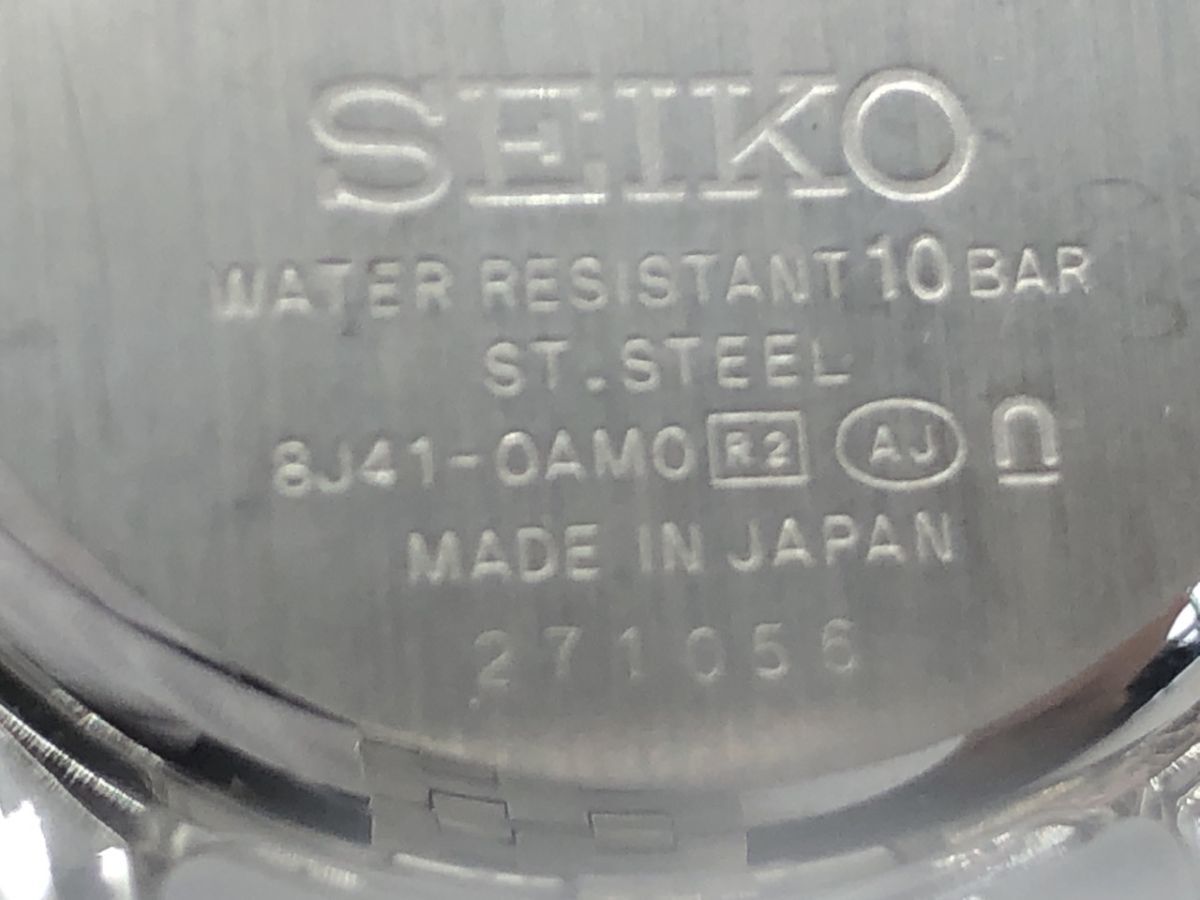 SEIKO
WATER RESISTANT 10 BAR
ST.STEEL
8J41-0AM0 R2 AJ
MADE IN JAPAN
271056